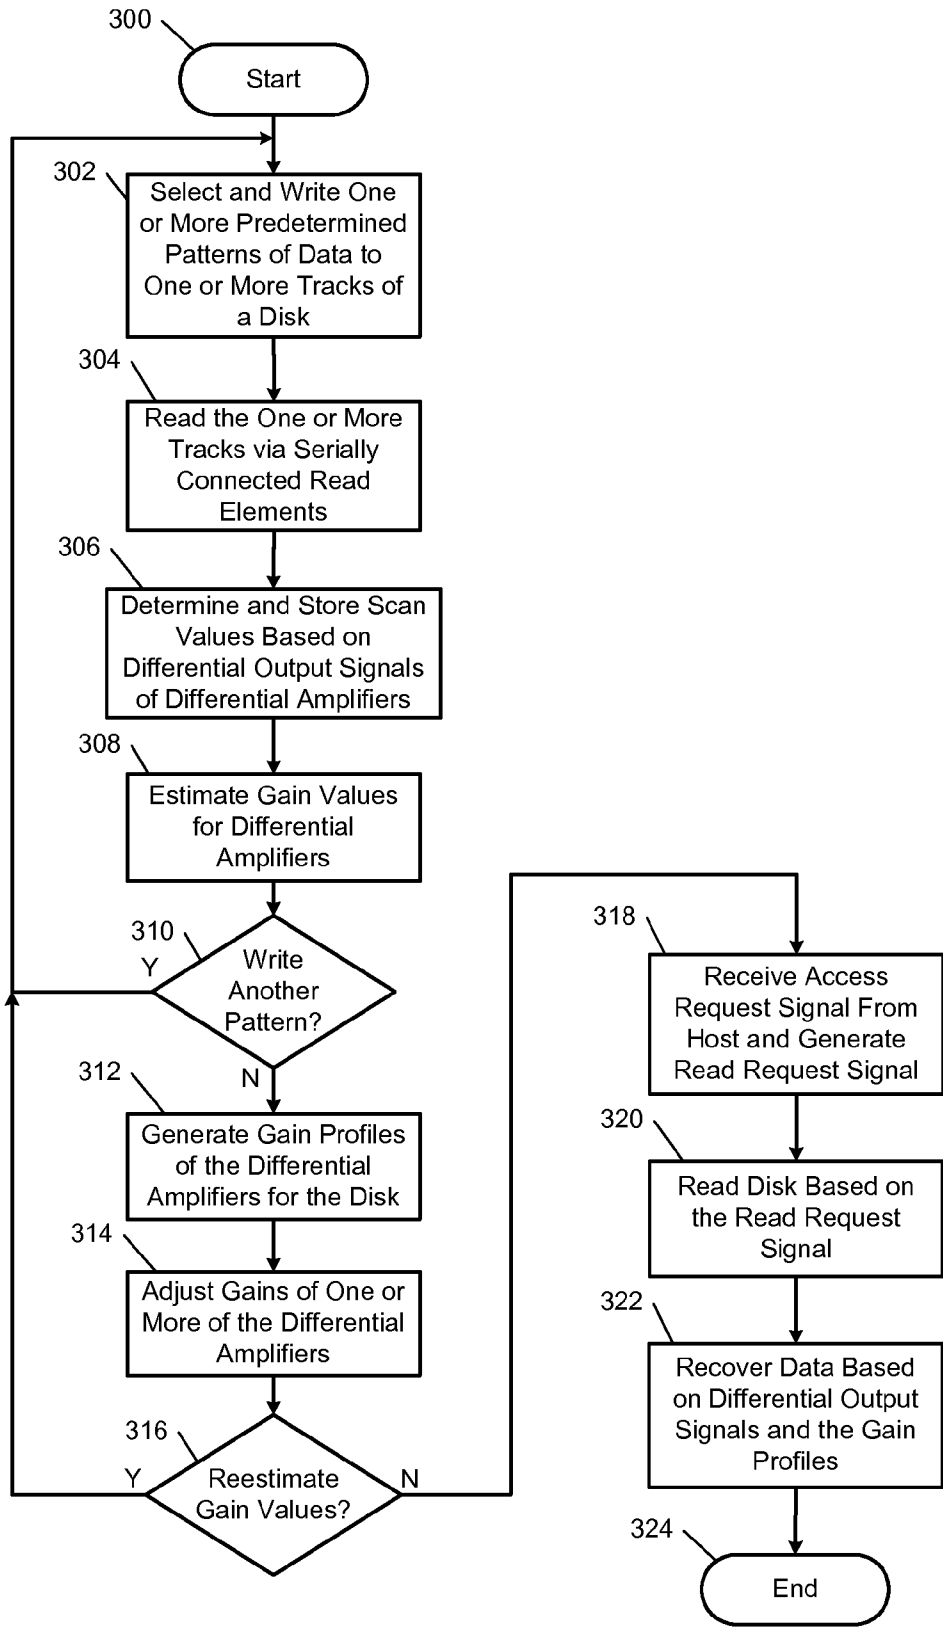 300
Start
302
Select and Write One
or More Predetermined
Patterns of Data to
One or More Tracks of
a Disk
304
Read the One or More
Tracks via Serially
Connected Read
Elements
306
Determine and Store Scan
Values Based on
Differential Output Signals
of Differential Amplifiers
308
Estimate Gain Values
for Differential
Amplifiers
310
Y
Write
Another
Pattern?
N
312
Generate Gain Profiles
of the Differential
Amplifiers for the Disk
314
Adjust Gains of One or
More of the Differential
Amplifiers
316
Y
Reestimate
Gain Values?
N
318
Receive Access
Request Signal From
Host and Generate
Read Request Signal
320
Read Disk Based on
the Read Request
Signal
322
Recover Data Based
on Differential Output
Signals and the Gain
Profiles
324
End